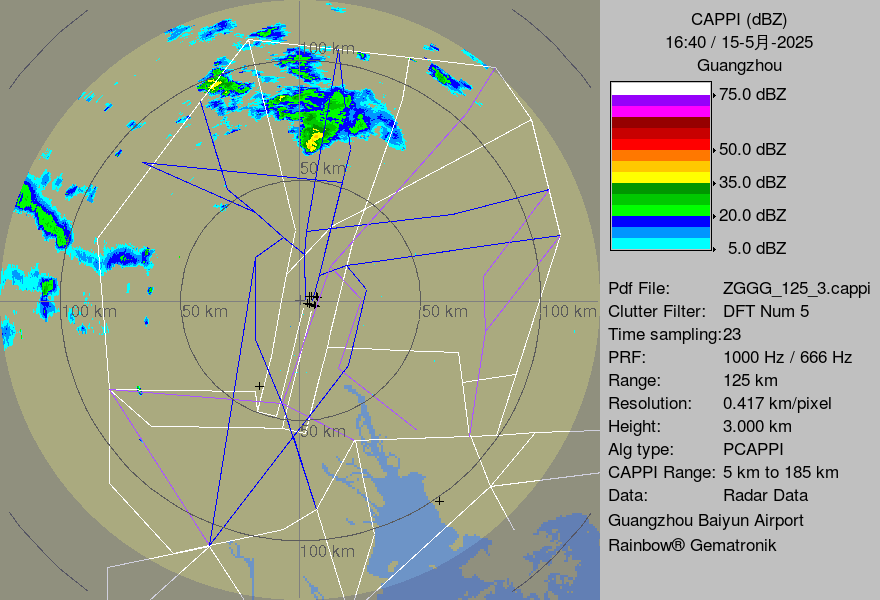 CAPPI (dBZ)
16:40 / 15-5月-2025
Guangzhou
75.0 dBZ
50.0 dBZ
35.0 dBZ
20.0 dBZ
5.0 dBZ
Pdf File: ZGGG_125_3.cappi
Clutter Filter: DFT Num 5
Time sampling:23
PRF: 1000 Hz / 666 Hz
Range: 125 km
Resolution: 0.417 km/pixel
Height: 3.000 km
Alg type: PCAPPI
CAPPI Range: 5 km to 185 km
Data: Radar Data
Guangzhou Baiyun Airport
Rainbow® Gematronik
100 km
50 km
100 km
50 km
50 km
100 km
50 km
100 km